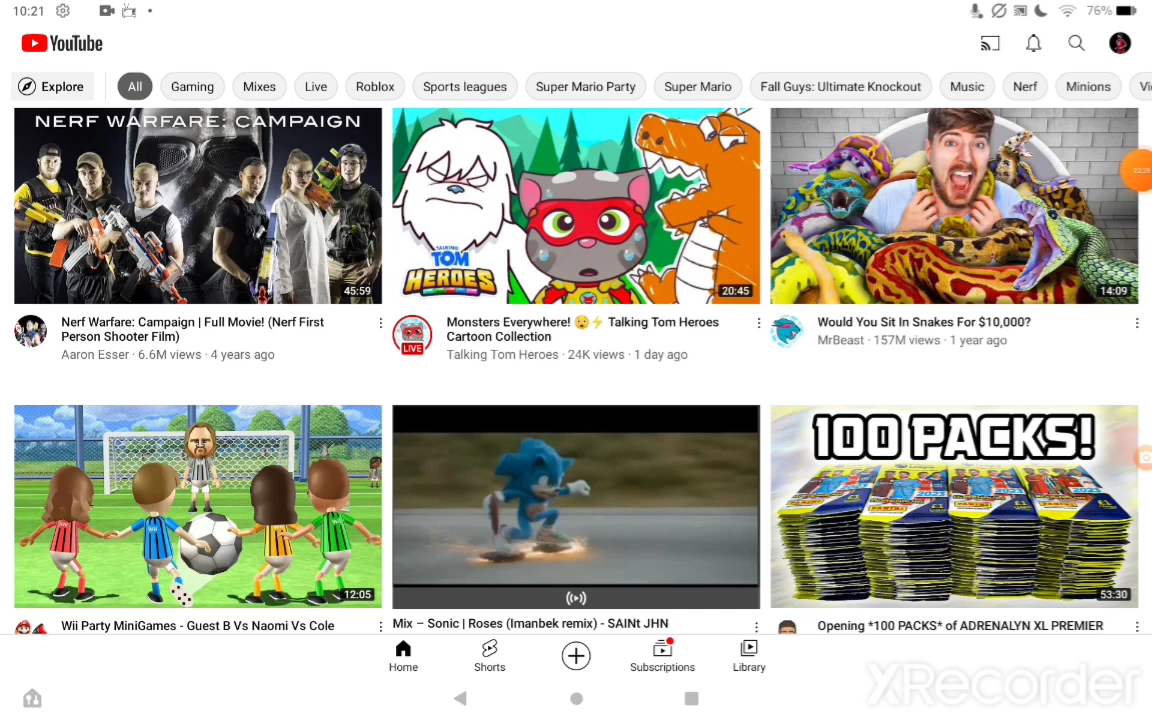 10:21
76%
YouTube
Explore
All
Gaming
Mixes
Live
Roblox
Sports leagues
Super Mario Party
Super Mario
Fall Guys: Ultimate Knockout
Music
Nerf
Minions
NERF WARFARE: CAMPAIGN
45:59
TALKING
TOM
HEROES
20:45
14:09
Nerf Warfare: Campaign | Full Movie! (Nerf First
Person Shooter Film)
Aaron Esser · 6.6M views · 4 years ago
LIVE
Monsters Everywhere! 😯⚡ Talking Tom Heroes
Cartoon Collection
Talking Tom Heroes · 24K views · 1 day ago
Would You Sit In Snakes For $10,000?
MrBeast · 157M views · 1 year ago
12:05
100 PACKS!
2023
PANINI
53:30
Wii Party MiniGames - Guest B Vs Naomi Vs Cole
Mix – Sonic | Roses (Imanbek remix) - SAINt JHN
Opening *100 PACKS* of ADRENALYN XL PREMIER
Home
Shorts
Subscriptions
Library
XRecorder